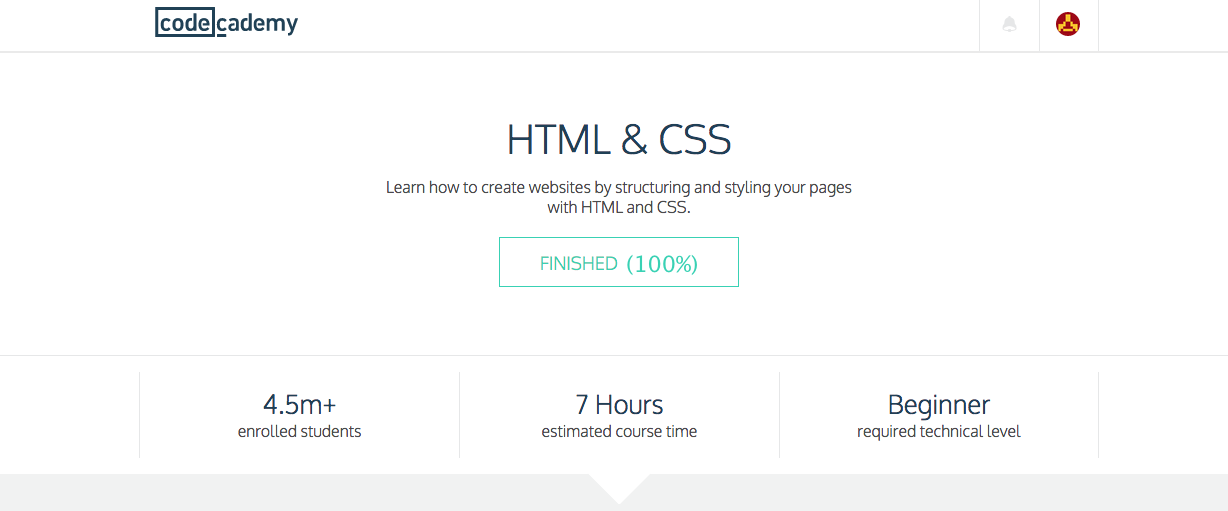 codecademy
HTML & CSS
Learn how to create websites by structuring and styling your pages
with HTML and CSS.
FINISHED (100%)
4.5m+
enrolled students
7 Hours
estimated course time
Beginner
required technical level